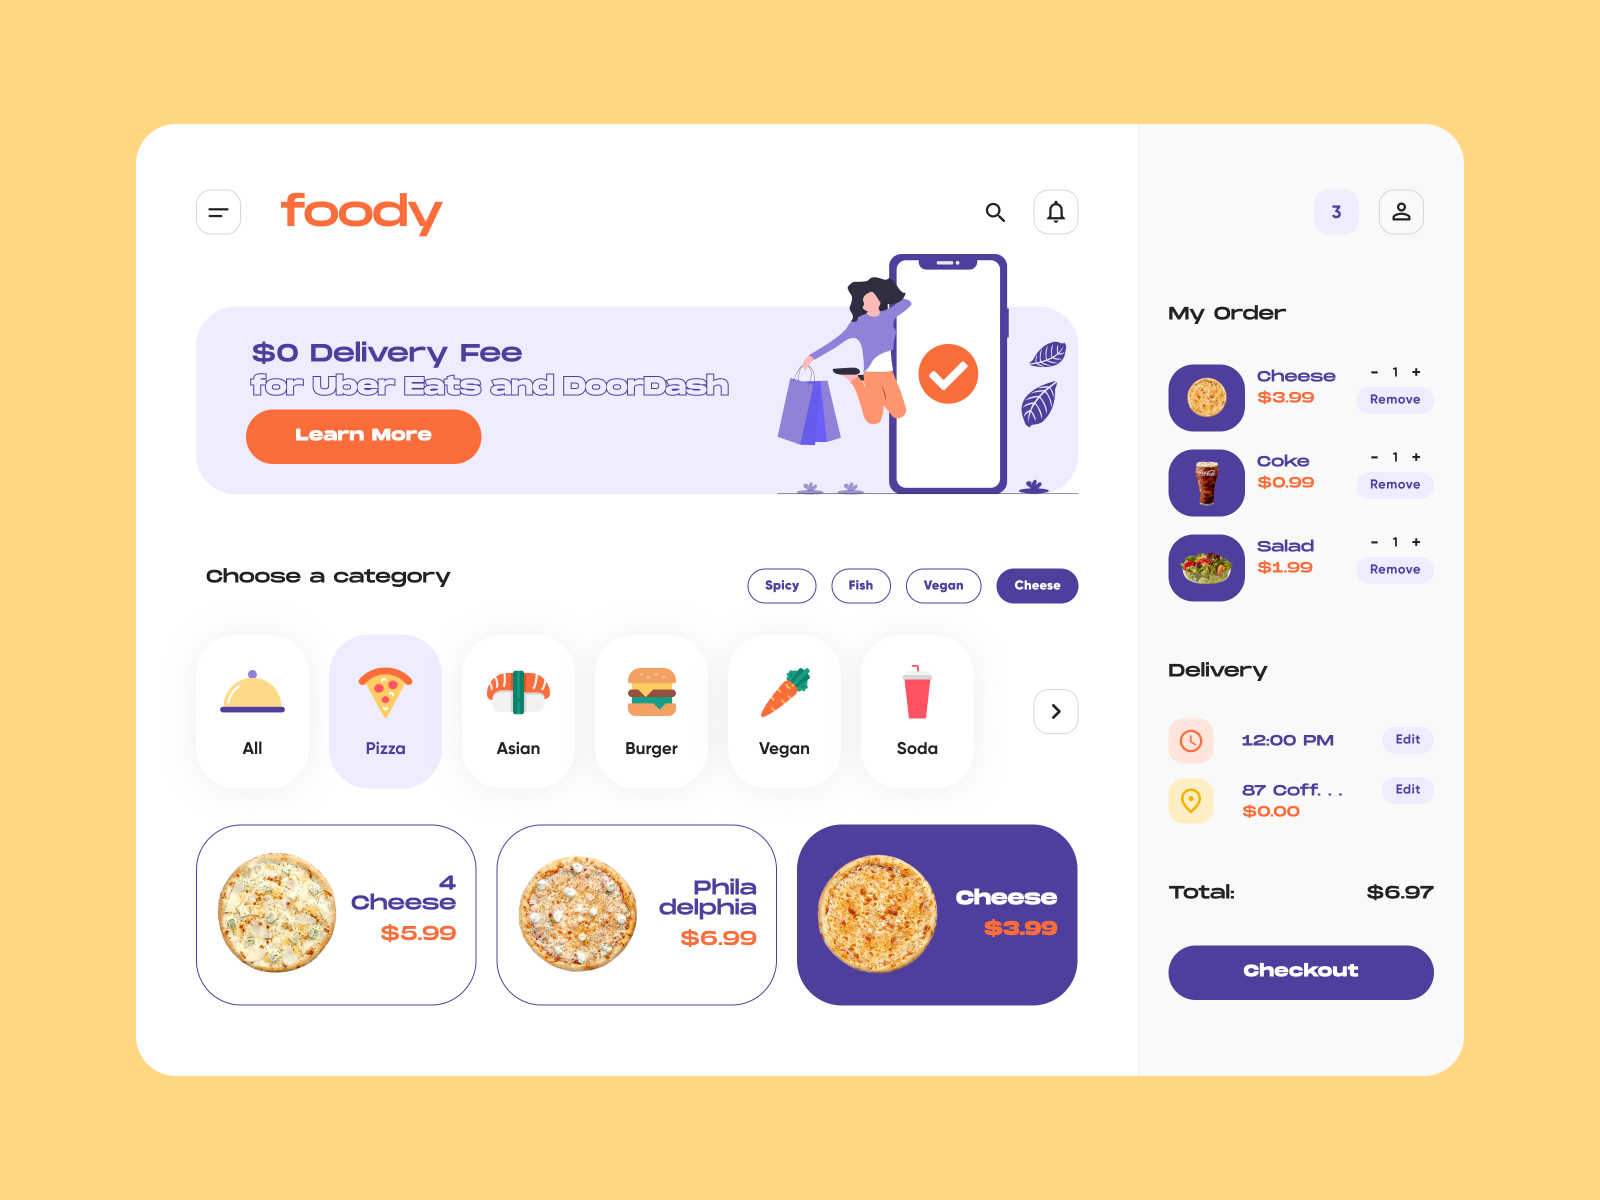 foody
3
$0 Delivery Fee
for Uber Eats and DoorDash
Learn More
Choose a category
Spicy
Fish
Vegan
Cheese
All
Pizza
Asian
Burger
Vegan
Soda
4
Cheese
$5.99
Phila
delphia
$6.99
Cheese
$3.99
My Order
Cheese - 1 +
$3.99 Remove
Coke - 1 +
$0.99 Remove
Salad - 1 +
$1.99 Remove
Delivery
12:00 PM Edit
87 Coff. . . Edit
$0.00
Total: $6.97
Checkout